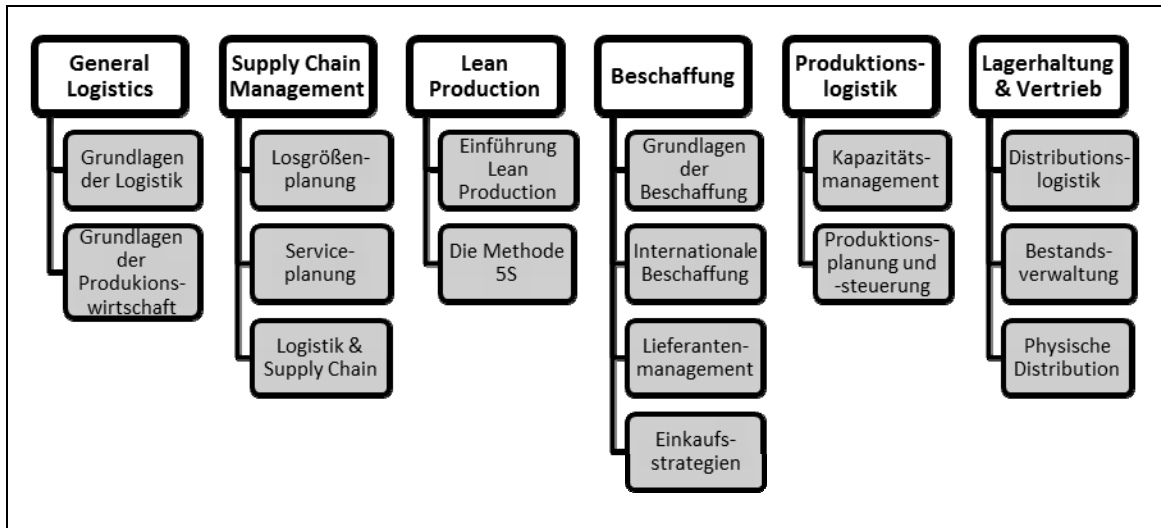 General
Logistics
Grundlagen
der Logistik
Grundlagen
der
Produkions-
wirtschaft
Supply Chain
Management
Losgrößen-
planung
Service-
planung
Logistik &
Supply Chain
Lean
Production
Einführung
Lean
Production
Die Methode
5S
Beschaffung
Grundlagen
der
Beschaffung
Internationale
Beschaffung
Lieferanten-
management
Einkaufs-
strategien
Produktions-
logistik
Kapazitäts-
management
Produktions-
planung und
-steuerung
Lagerhaltung
& Vertrieb
Distributions-
logistik
Bestands-
verwaltung
Physische
Distribution